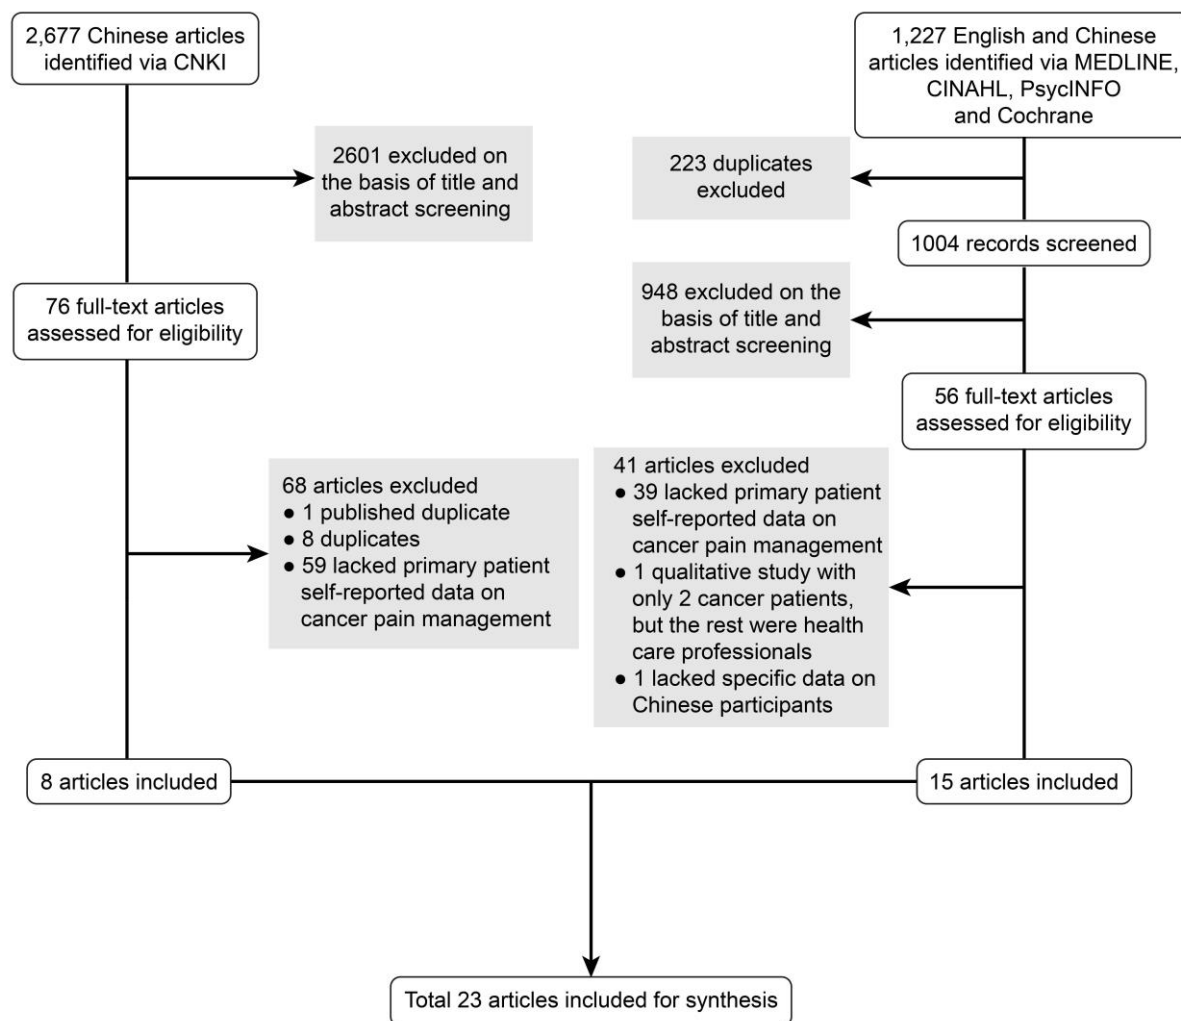 2,677 Chinese articles
identified via CNKI
1,227 English and Chinese
articles identified via MEDLINE,
CINAHL, PsycINFO
and Cochrane
2601 excluded on
the basis of title and
abstract screening
223 duplicates
excluded
1004 records screened
76 full-text articles
assessed for eligibility
948 excluded on the
basis of title and
abstract screening
56 full-text articles
assessed for eligibility
68 articles excluded
● 1 published duplicate
● 8 duplicates
● 59 lacked primary patient
self-reported data on
cancer pain management
41 articles excluded
● 39 lacked primary patient
self-reported data on
cancer pain management
● 1 qualitative study with
only 2 cancer patients,
but the rest were health
care professionals
● 1 lacked specific data on
Chinese participants
8 articles included
15 articles included
Total 23 articles included for synthesis